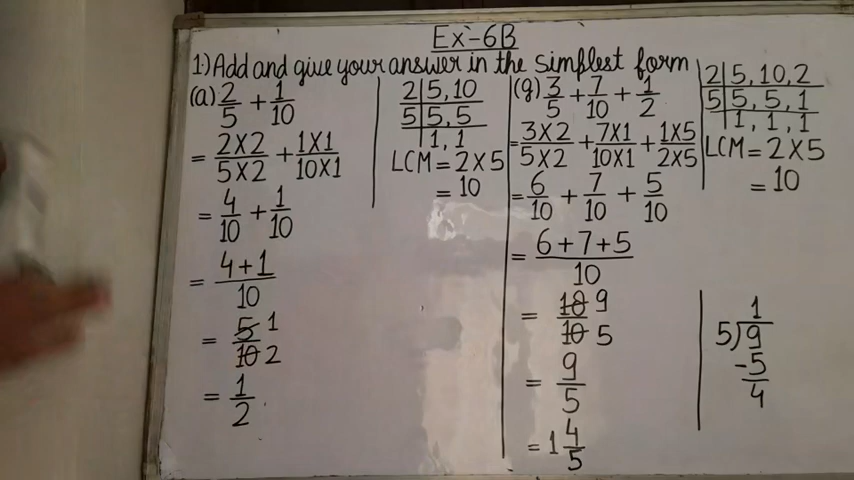 Ex-6B
1.) Add and give your answer in the simplest form
(a) 2/5 + 1/10
= 2X2/5X2 + 1X1/10X1
= 4/10 + 1/10
= 4+1/10
= 5/10 1/2
= 1/2
2|5, 10
5|5, 5
1, 1
LCM = 2X5
= 10
(g) 3/5 + 7/10 + 1/2
= 3X2/5X2 + 7X1/10X1 + 1X5/2X5
= 6/10 + 7/10 + 5/10
= 6+7+5/10
= 18/10 9/5
= 9/5
= 1 4/5
2|5, 10, 2
5|5, 5, 1
1, 1, 1
LCM = 2X5
= 10
1
5)9
-5
4